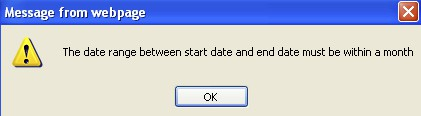 Message from webpage
The date range between start date and end date must be within a month
OK